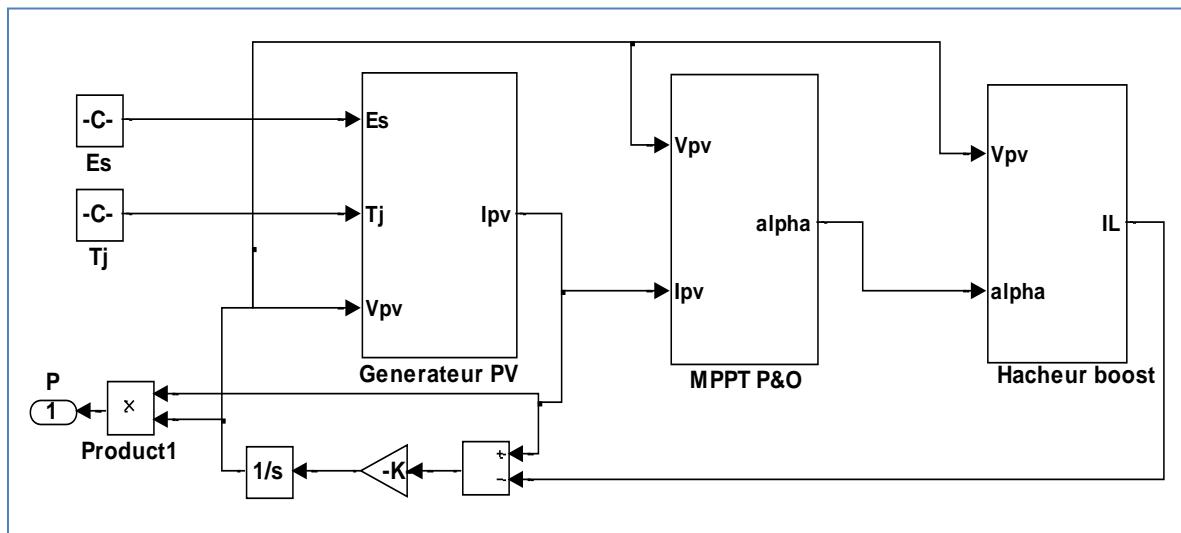 -C-
Es
-C-
Tj
Es
Tj
Vpv
Ipv
Generateur PV
Vpv
Ipv
alpha
MPPT P&O
Vpv
alpha
IL
Hacheur boost
P
1
x
Product1
1/s
-K
+
−